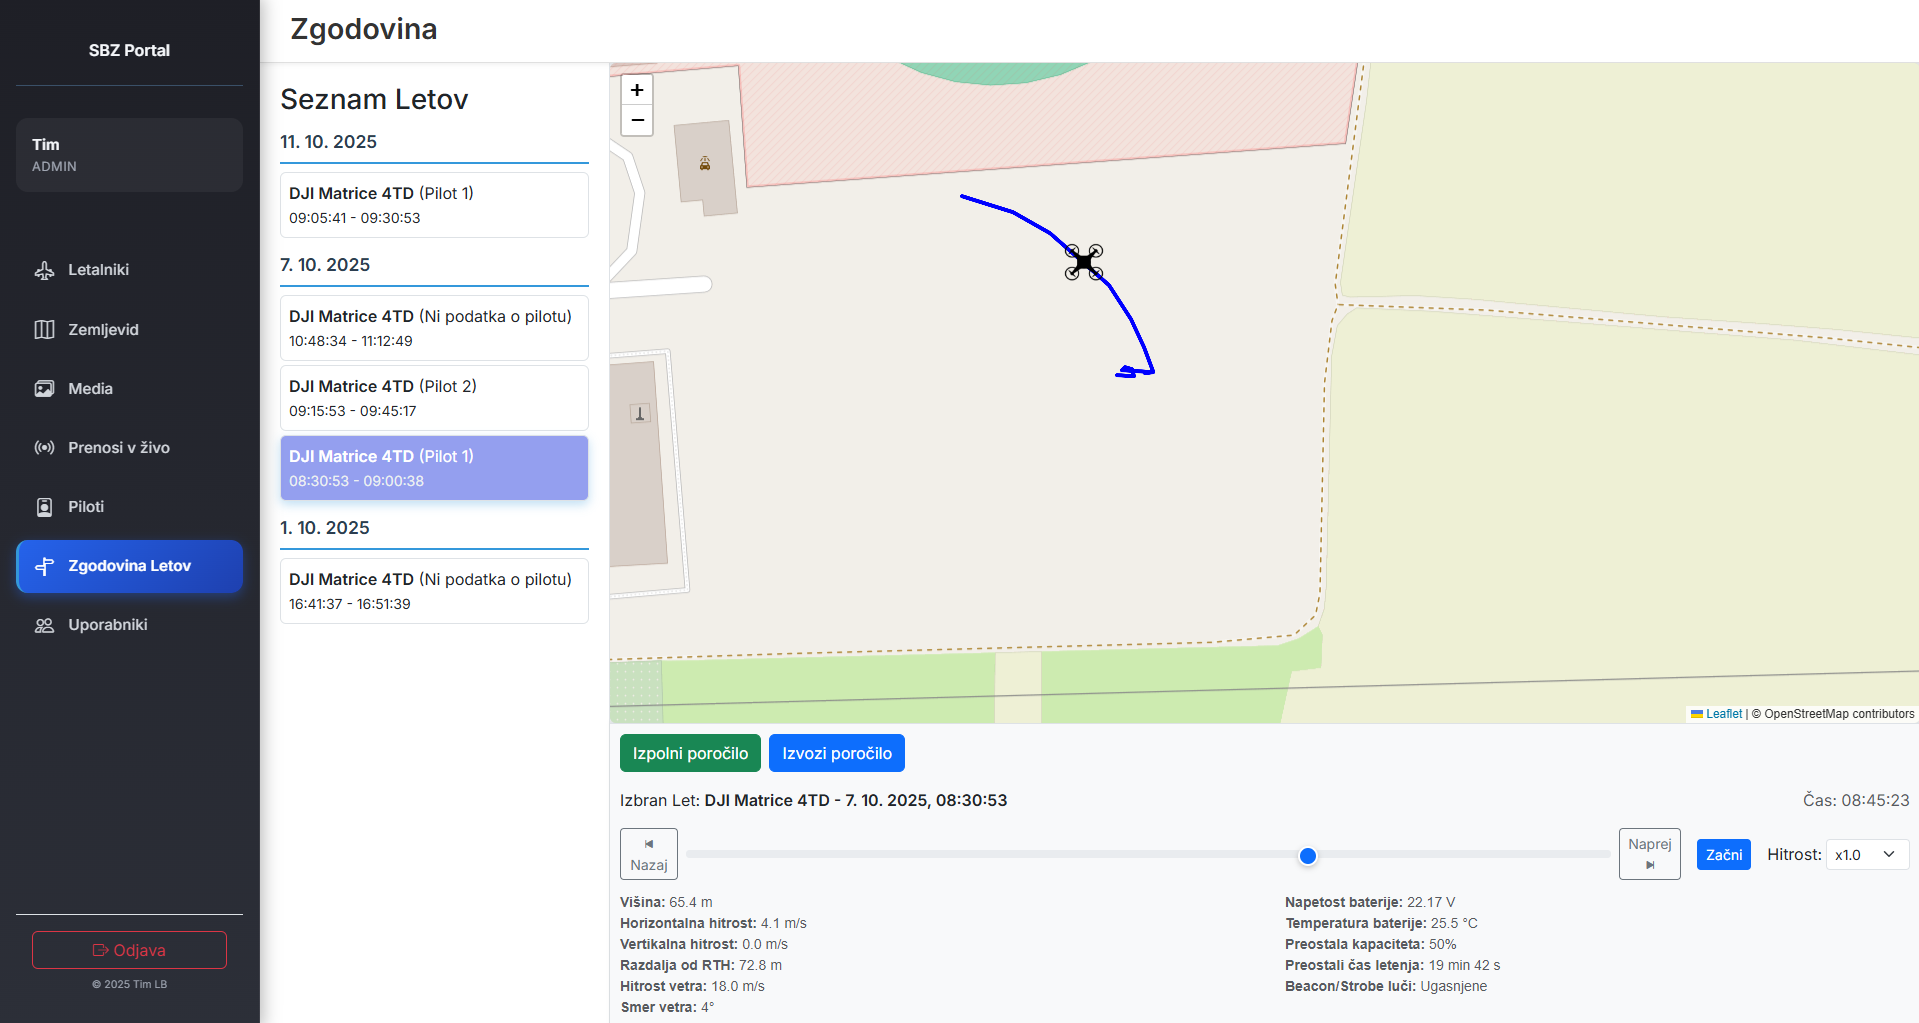 SBZ Portal
Tim
ADMIN
Letalniki
Zemljevid
Media
Prenosi v živo
Piloti
Zgodovina Letov
Uporabniki
Odjava
© 2025 Tim LB
Zgodovina
Seznam Letov
11. 10. 2025
DJI Matrice 4TD (Pilot 1)
09:05:41 - 09:30:53
7. 10. 2025
DJI Matrice 4TD (Ni podatka o pilotu)
10:48:34 - 11:12:49
DJI Matrice 4TD (Pilot 2)
09:15:53 - 09:45:17
DJI Matrice 4TD (Pilot 1)
08:30:53 - 09:00:38
1. 10. 2025
DJI Matrice 4TD (Ni podatka o pilotu)
16:41:37 - 16:51:39
+
−
Leaflet | © OpenStreetMap contributors
Izpolni poročilo
Izvozi poročilo
Izbran Let: DJI Matrice 4TD - 7. 10. 2025, 08:30:53
Čas: 08:45:23
Nazaj
Naprej
Začni
Hitrost: x1.0
Višina: 65.4 m
Horizontalna hitrost: 4.1 m/s
Vertikalna hitrost: 0.0 m/s
Razdalja od RTH: 72.8 m
Hitrost vetra: 18.0 m/s
Smer vetra: 4°
Napetost baterije: 22.17 V
Temperatura baterije: 25.5 °C
Preostala kapaciteta: 50%
Preostali čas letenja: 19 min 42 s
Beacon/Strobe luči: Ugasnjene